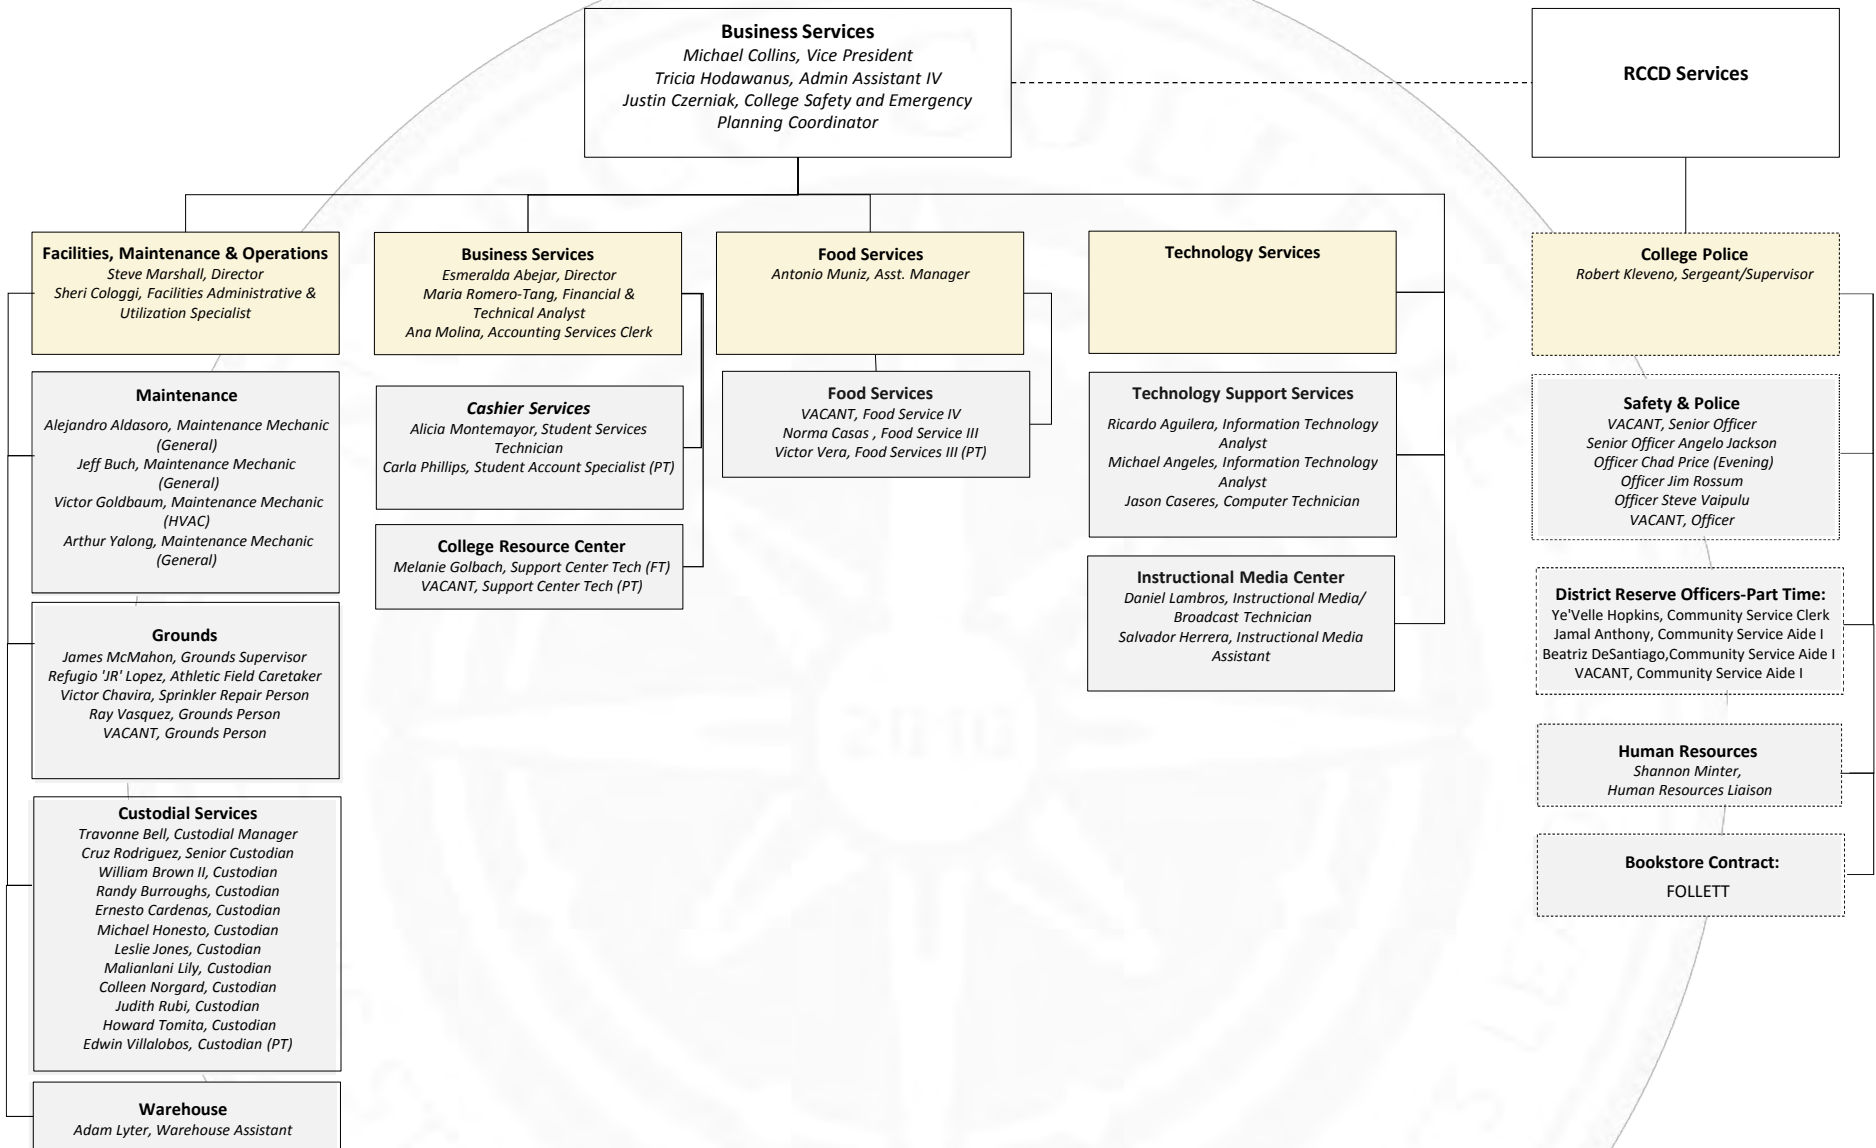 Business Services
Michael Collins, Vice President
Tricia Hodawanus, Admin Assistant IV
Justin Czerniak, College Safety and Emergency
Planning Coordinator
RCCD Services
Facilities, Maintenance & Operations
Steve Marshall, Director
Sheri Cologgi, Facilities Administrative &
Utilization Specialist
Business Services
Esmeralda Abejar, Director
Maria Romero-Tang, Financial &
Technical Analyst
Ana Molina, Accounting Services Clerk
Food Services
Antonio Muniz, Asst. Manager
Technology Services
College Police
Robert Kleveno, Sergeant/Supervisor
Maintenance
Alejandro Aldasoro, Maintenance Mechanic
(General)
Jeff Buch, Maintenance Mechanic
(General)
Victor Goldbaum, Maintenance Mechanic
(HVAC)
Arthur Yalong, Maintenance Mechanic
(General)
Cashier Services
Alicia Montemayor, Student Services
Technician
Carla Phillips, Student Account Specialist (PT)
Food Services
VACANT, Food Service IV
Norma Casas , Food Service III
Victor Vera, Food Services III (PT)
Technology Support Services
Ricardo Aguilera, Information Technology
Analyst
Michael Angeles, Information Technology
Analyst
Jason Caseres, Computer Technician
Safety & Police
VACANT, Senior Officer
Senior Officer Angelo Jackson
Officer Chad Price (Evening)
Officer Jim Rossum
Officer Steve Vaipulu
VACANT, Officer
College Resource Center
Melanie Golbach, Support Center Tech (FT)
VACANT, Support Center Tech (PT)
Instructional Media Center
Daniel Lambros, Instructional Media/
Broadcast Technician
Salvador Herrera, Instructional Media
Assistant
District Reserve Officers-Part Time:
Ye'Velle Hopkins, Community Service Clerk
Jamal Anthony, Community Service Aide I
Beatriz DeSantiago,Community Service Aide I
VACANT, Community Service Aide I
Grounds
James McMahon, Grounds Supervisor
Refugio 'JR' Lopez, Athletic Field Caretaker
Victor Chavira, Sprinkler Repair Person
Ray Vasquez, Grounds Person
VACANT, Grounds Person
Human Resources
Shannon Minter,
Human Resources Liaison
Custodial Services
Travonne Bell, Custodial Manager
Cruz Rodriguez, Senior Custodian
William Brown II, Custodian
Randy Burroughs, Custodian
Ernesto Cardenas, Custodian
Michael Honesto, Custodian
Leslie Jones, Custodian
Malianlani Lily, Custodian
Colleen Norgard, Custodian
Judith Rubi, Custodian
Howard Tomita, Custodian
Edwin Villalobos, Custodian (PT)
Bookstore Contract:
FOLLETT
Warehouse
Adam Lyter, Warehouse Assistant